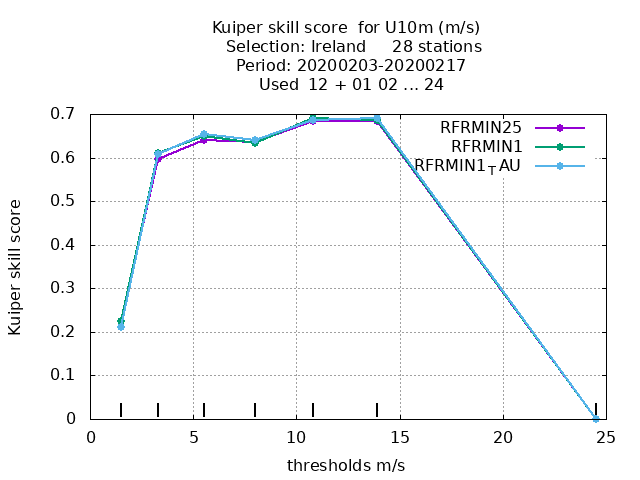 Kuiper skill score  for U10m (m/s)
Selection: Ireland     28 stations
Period: 20200203-20200217
Used  12 + 01 02 ... 24
RFRMIN25
RFRMIN1
RFRMIN1TAU
Kuiper skill score
0.7
0.6
0.5
0.4
0.3
0.2
0.1
0
0 5 10 15 20 25
thresholds m/s